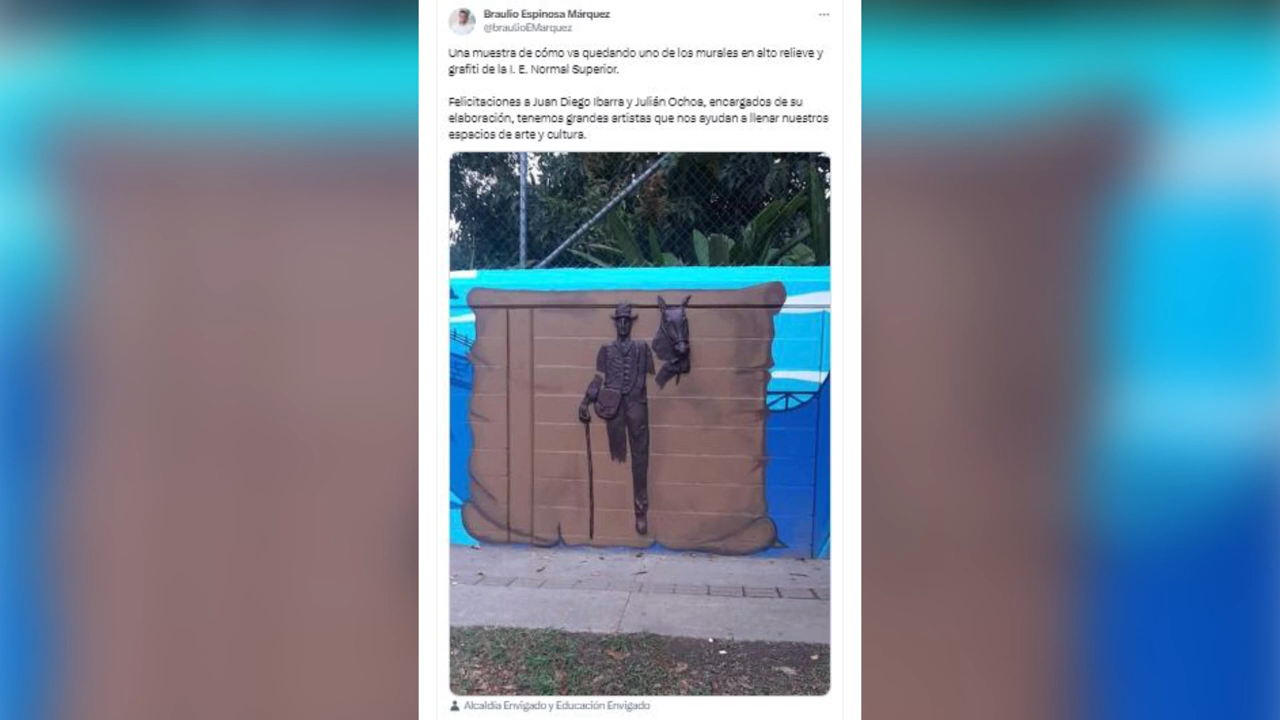 Braulio Espinosa Márquez
@braulioEMarquez
Una muestra de cómo va quedando uno de los murales en alto relieve y
grafiti de la I. E. Normal Superior.
Felicitaciones a Juan Diego Ibarra y Julián Ochoa, encargados de su
elaboración, tenemos grandes artistas que nos ayudan a llenar nuestros
espacios de arte y cultura.
Alcaldía Envigado y Educación Envigado